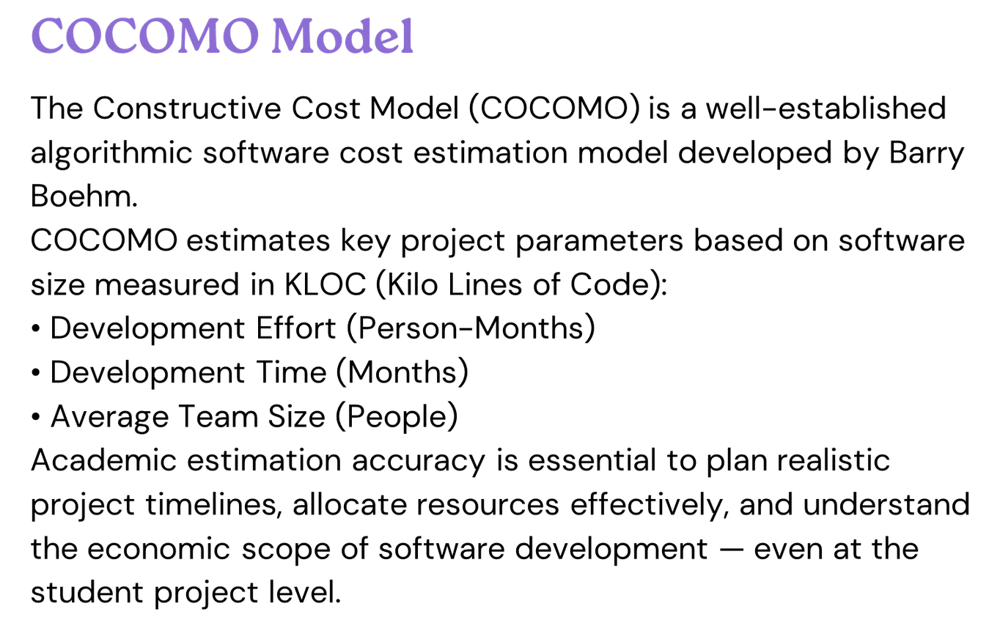 COCOMO Model
The Constructive Cost Model (COCOMO) is a well-established
algorithmic software cost estimation model developed by Barry
Boehm.
COCOMO estimates key project parameters based on software
size measured in KLOC (Kilo Lines of Code):
• Development Effort (Person-Months)
• Development Time (Months)
• Average Team Size (People)
Academic estimation accuracy is essential to plan realistic
project timelines, allocate resources effectively, and understand
the economic scope of software development — even at the
student project level.